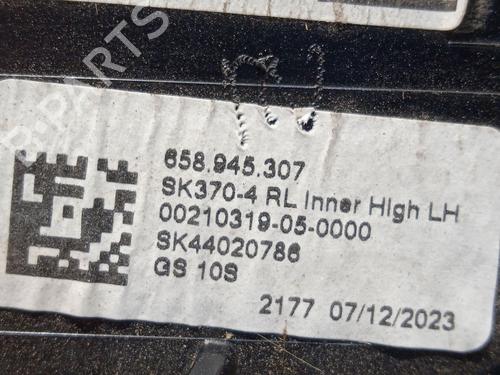 658.945.307
SK370-4 RL Inner High LH
00210319-05-0000
SK44020786
GS 10S
2177 07/12/2023
PARTS